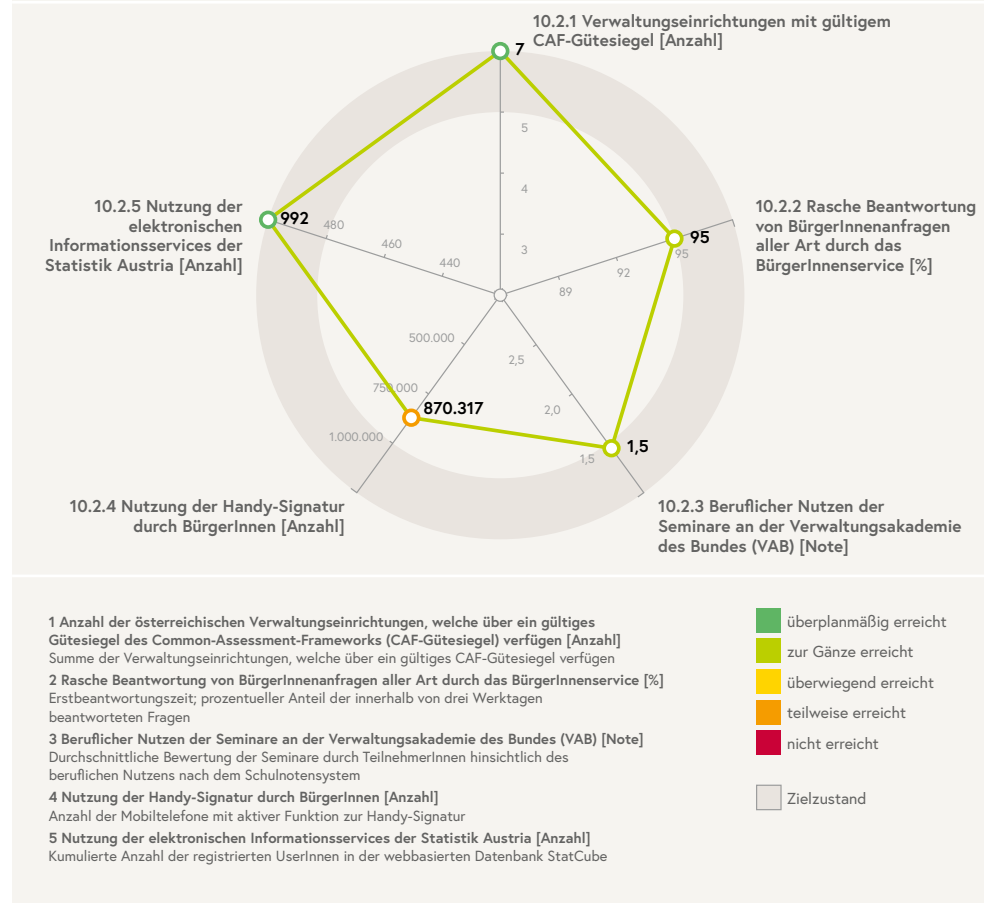 10.2.1 Verwaltungseinrichtungen mit gültigem
CAF-Gütesiegel [Anzahl]
7
5
4
3
10.2.2 Rasche Beantwortung
von BürgerInnenanfragen
aller Art durch das
BürgerInnenservice [%]
95
95
92
89
10.2.5 Nutzung der
elektronischen
Informationsservices der
Statistik Austria [Anzahl]
992
480
460
440
500.000
750.000
870.317
1.000.000
2,5
2,0
1,5
1,5
10.2.4 Nutzung der Handy-Signatur
durch BürgerInnen [Anzahl]
10.2.3 Beruflicher Nutzen der
Seminare an der Verwaltungsakademie
des Bundes (VAB) [Note]
1 Anzahl der österreichischen Verwaltungseinrichtungen, welche über ein gültiges
Gütesiegel des Common-Assessment-Frameworks (CAF-Gütesiegel) verfügen [Anzahl]
Summe der Verwaltungseinrichtungen, welche über ein gültiges CAF-Gütesiegel verfügen
2 Rasche Beantwortung von BürgerInnenanfragen aller Art durch das BürgerInnenservice [%]
Erstbeantwortungszeit; prozentueller Anteil der innerhalb von drei Werktagen
beantworteten Fragen
3 Beruflicher Nutzen der Seminare an der Verwaltungsakademie des Bundes (VAB) [Note]
Durchschnittliche Bewertung der Seminare durch TeilnehmerInnen hinsichtlich des
beruflichen Nutzens nach dem Schulnotensystem
4 Nutzung der Handy-Signatur durch BürgerInnen [Anzahl]
Anzahl der Mobiltelefone mit aktiver Funktion zur Handy-Signatur
5 Nutzung der elektronischen Informationsservices der Statistik Austria [Anzahl]
Kumulierte Anzahl der registrierten UserInnen in der webbasierten Datenbank StatCube
überplanmäßig erreicht
zur Gänze erreicht
überwiegend erreicht
teilweise erreicht
nicht erreicht
Zielzustand